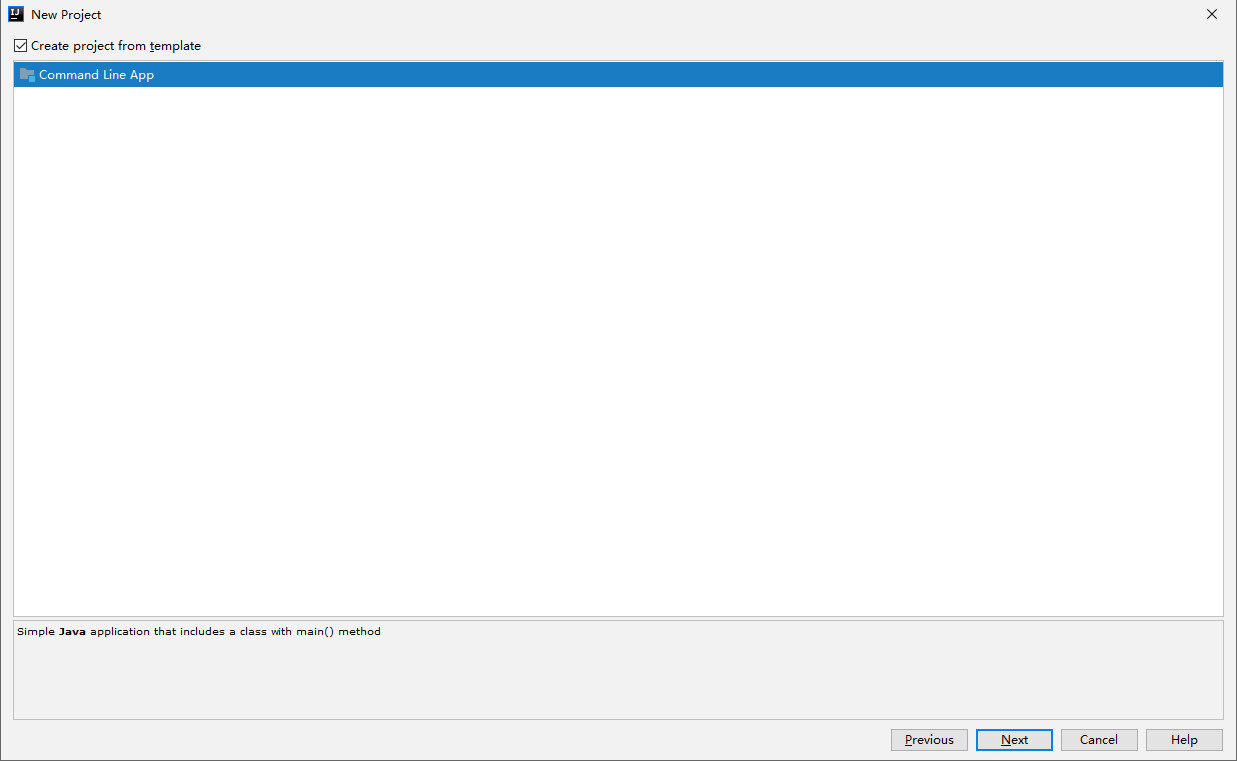 IJ New Project
Create project from template
Command Line App
Simple Java application that includes a class with main() method
Previous Next Cancel Help